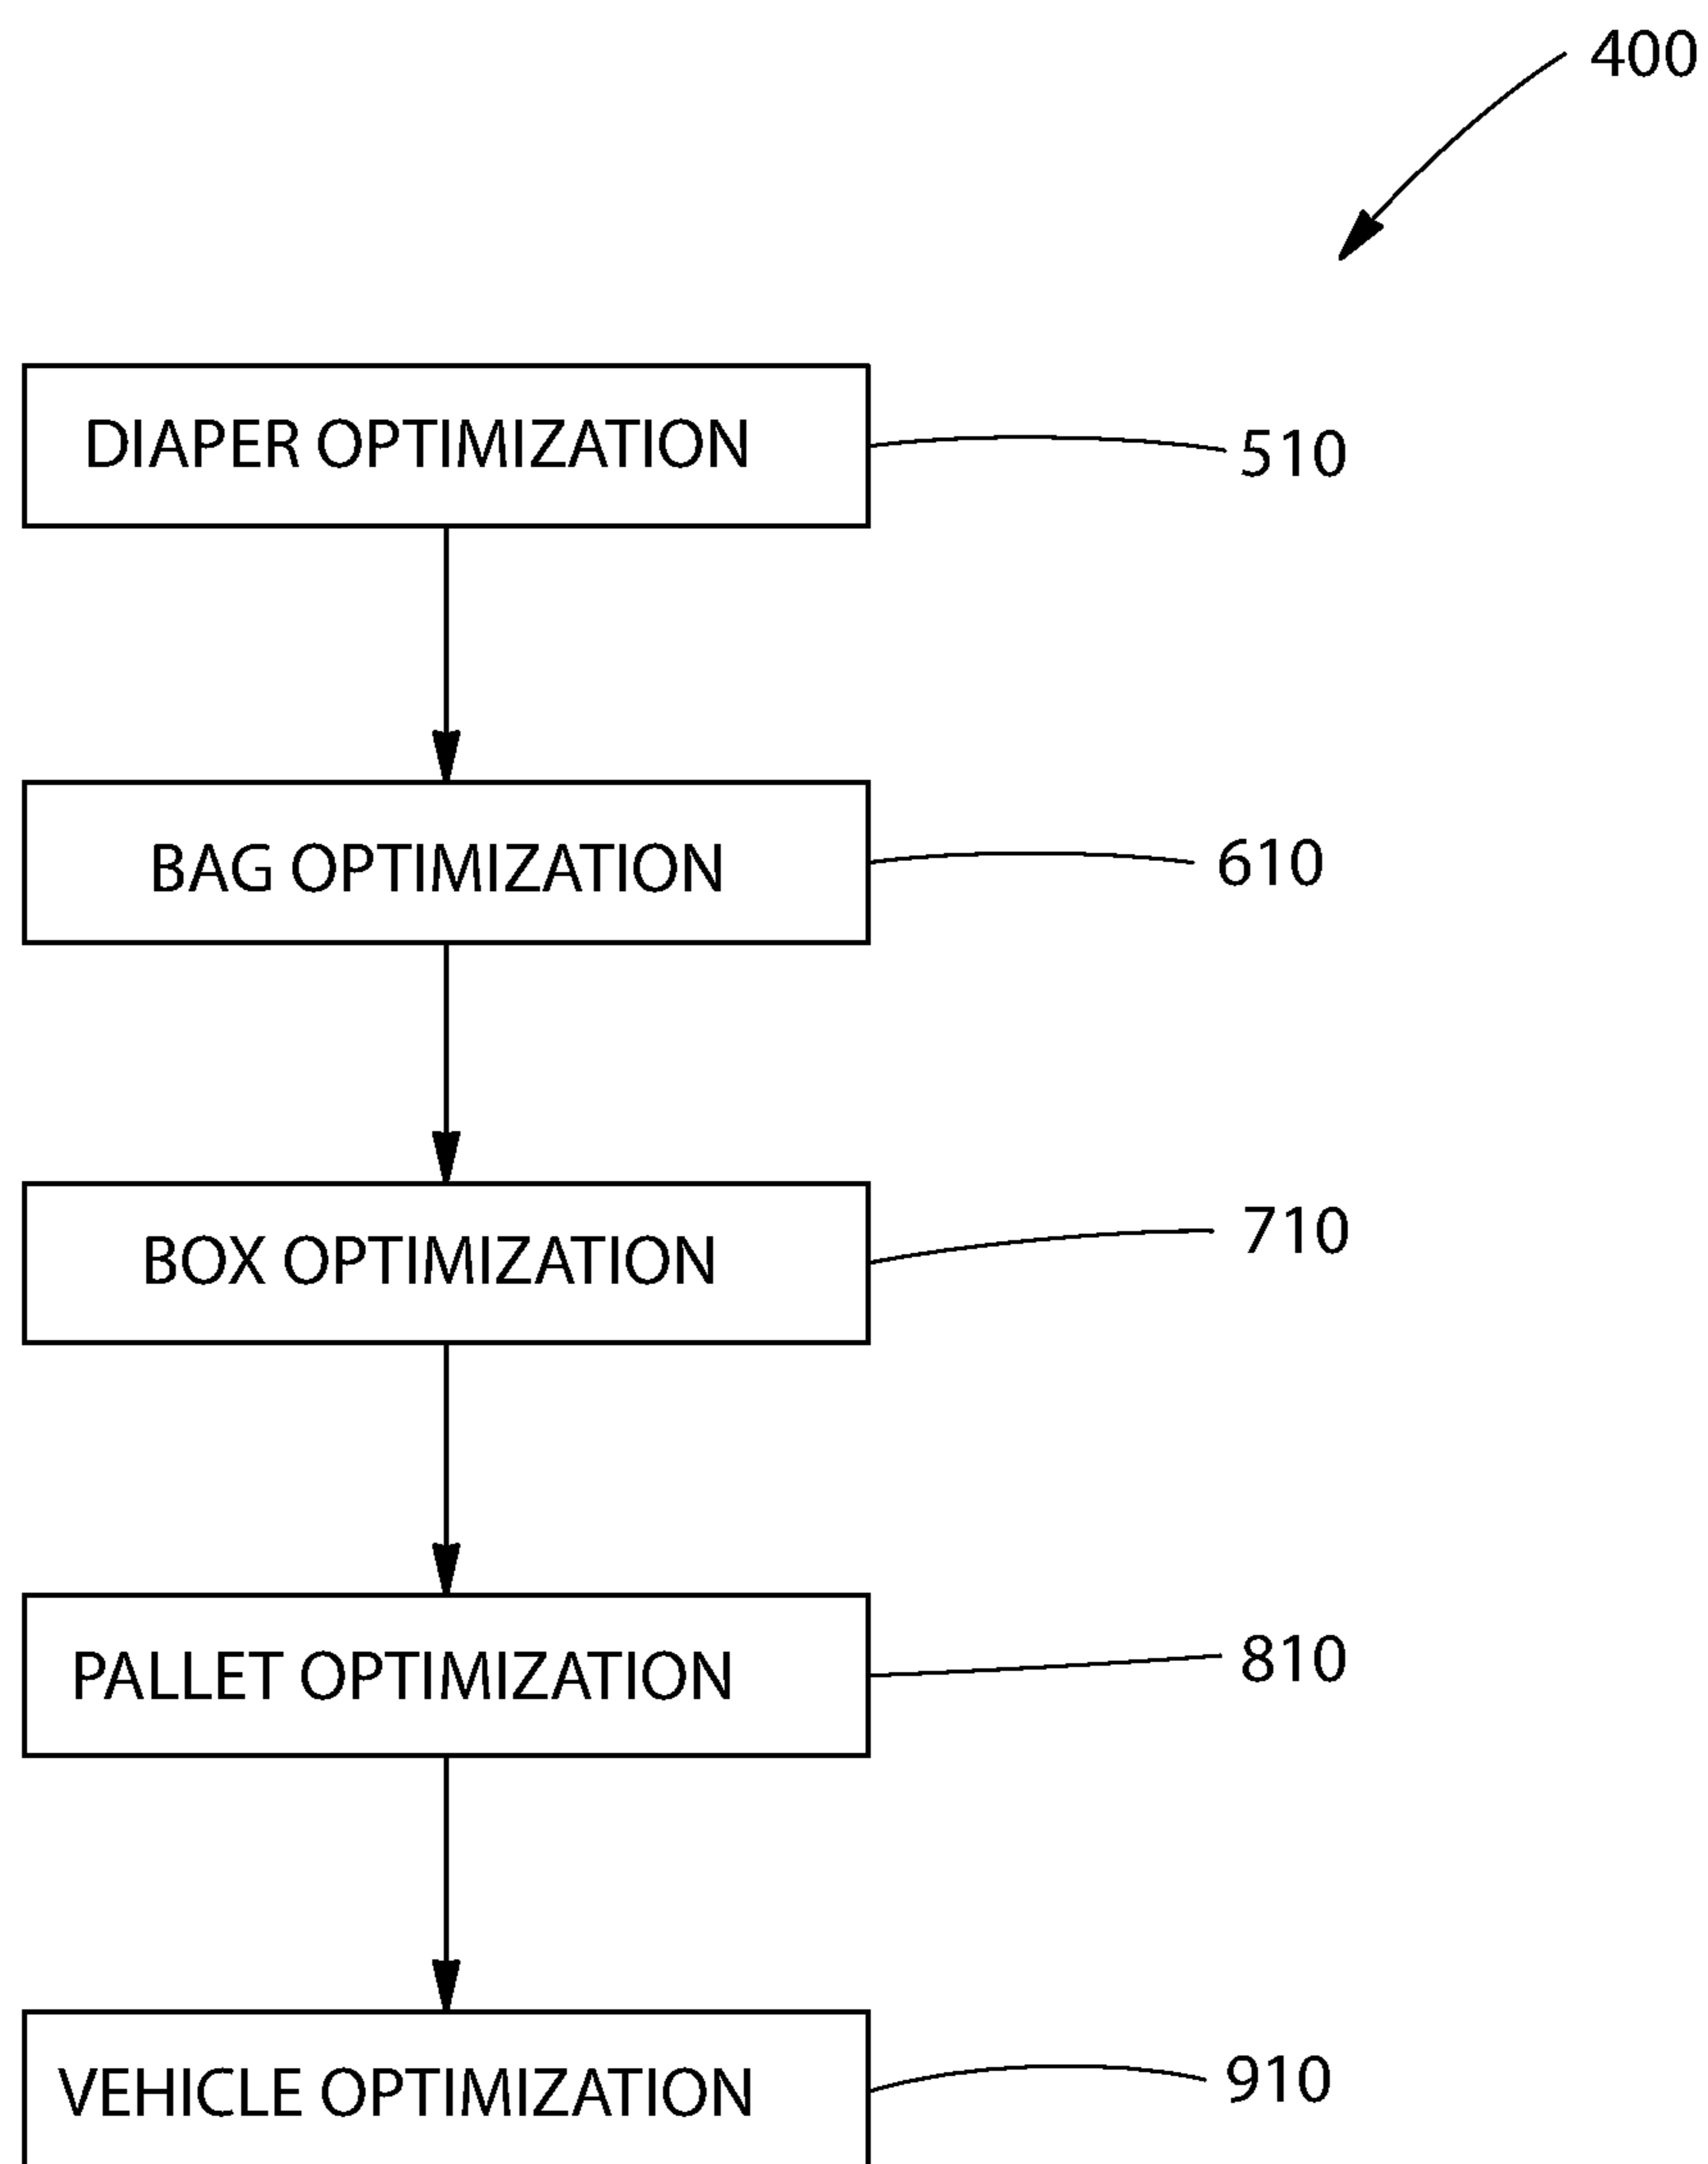 400
DIAPER OPTIMIZATION
510
BAG OPTIMIZATION
610
BOX OPTIMIZATION
710
PALLET OPTIMIZATION
810
VEHICLE OPTIMIZATION
910